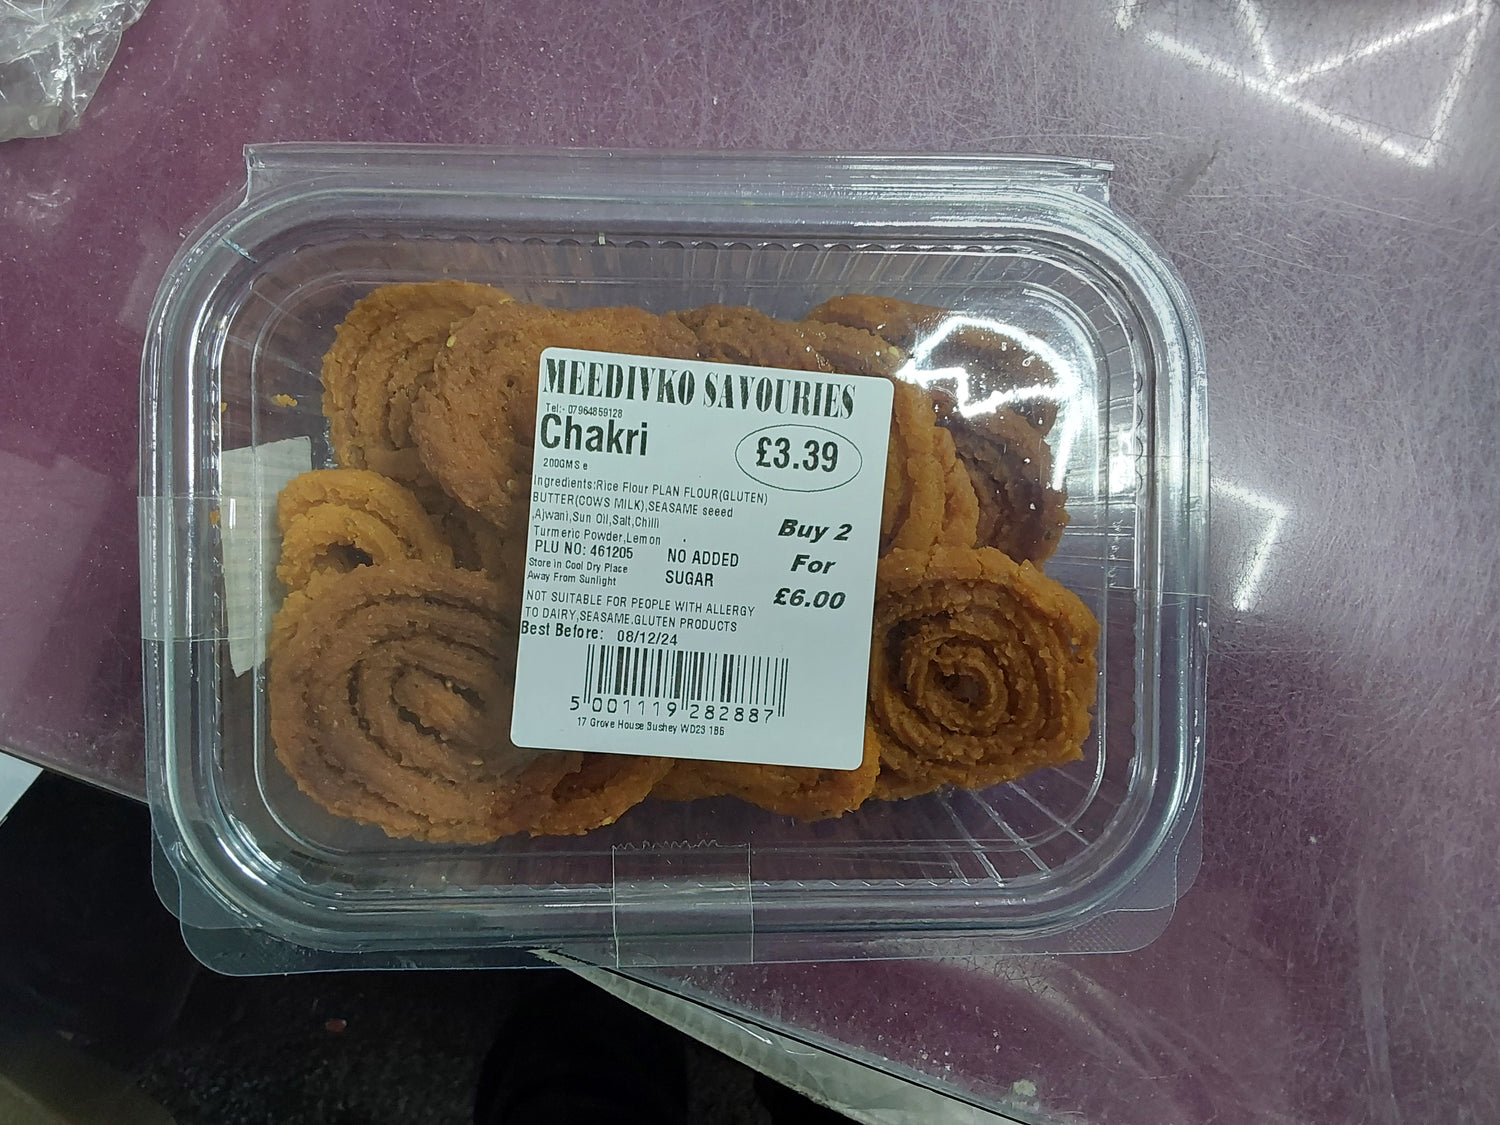 MEEDIVKO SAVOURIES
Tel:- 07964859128
Chakri
£3.39
200GMS e
Ingredients:Rice Flour PLAN FLOUR(GLUTEN)
BUTTER(COWS MILK),SEASAME seeed
,Ajwani,Sun Oil,Salt,Chilli
Turmeric Powder,Lemon
PLU NO: 461205
NO ADDED
SUGAR
Buy 2
For
£6.00
Store in Cool Dry Place
Away From Sunlight
NOT SUITABLE FOR PEOPLE WITH ALLERGY
TO DAIRY,SEASAME.GLUTEN PRODUCTS
Best Before: 08/12/24
5 001119 282887
17 Grove House Bushey WD23 1BB